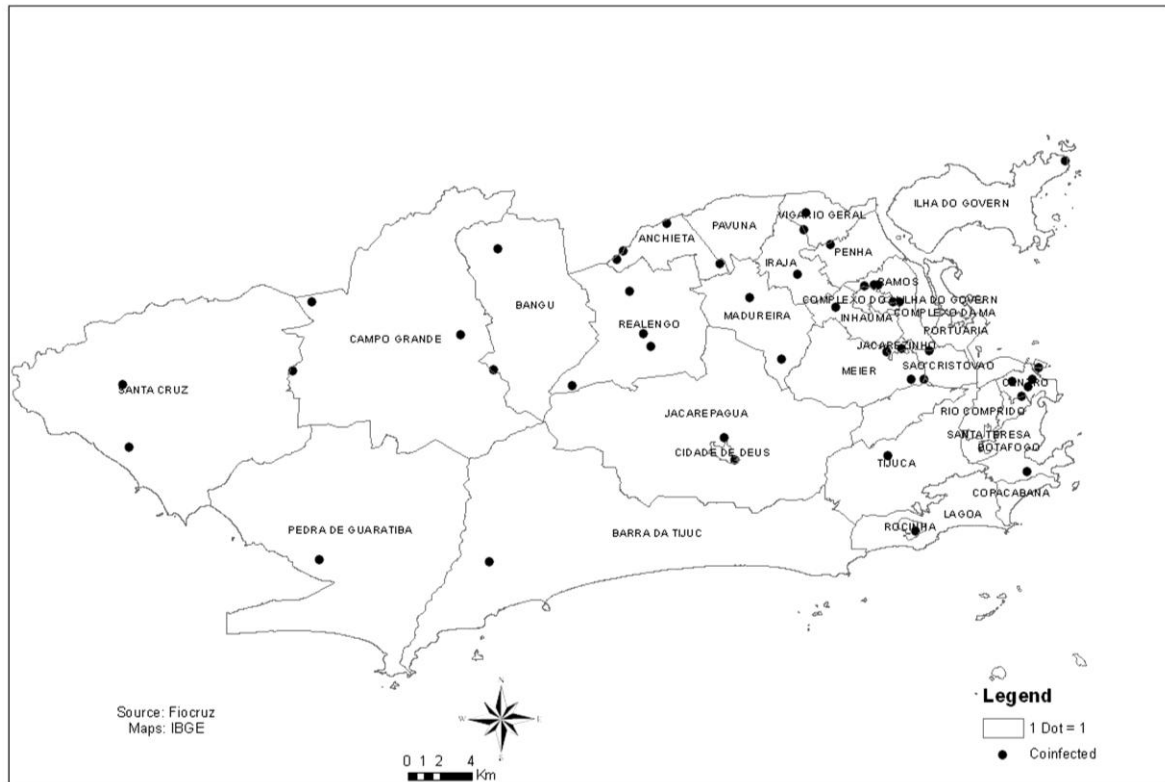 ILHA DO GOVERN
VIGARIO GERAL
PAVUNA
ANCHIETA
PENHA
IRAJA
RAMOS
BANGU
COMPLEXO DO
ILHA DO GOVERN
MADUREIRA
INHAUMA
COMPLEXO DA MA
REALENGO
PORTUARIA
CAMPO GRANDE
JACAREZINHO
SAO CRISTOVAO
MEIER
SANTA CRUZ
CENTRO
JACAREPAGUA
RIO COMPRIDO
SANTA TERESA
CIDADE DE DEUS
BOTAFOGO
TIJUCA
COPACABANA
LAGOA
PEDRA DE GUARATIBA
BARRA DA TIJUC
ROCINHA
N
W
E
S
Source: Fiocruz
Maps: IBGE
0 1 2 4
Km
Legend
1 Dot = 1
Coinfected